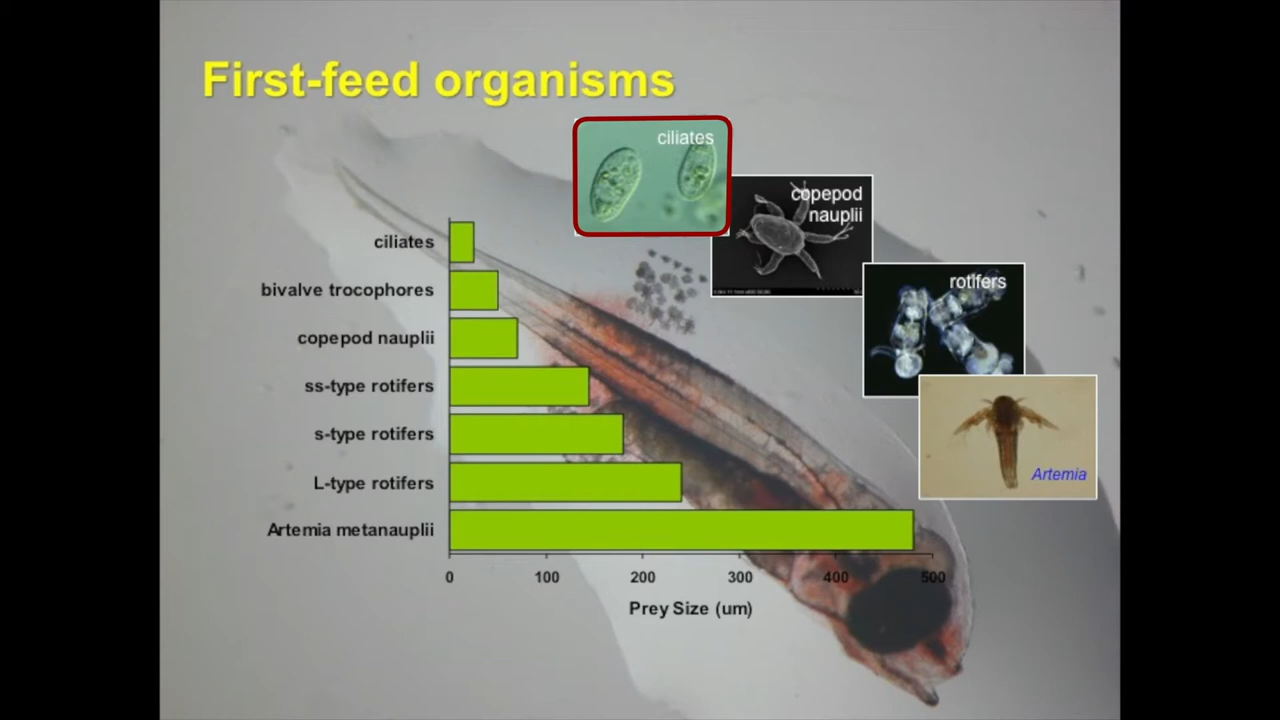 First-feed organisms
ciliates
copepod
nauplii
rotifers
Artemia
ciliates
bivalve trocophores
copepod nauplii
ss-type rotifers
s-type rotifers
L-type rotifers
Artemia metanauplii
0 100 200 300 400 500
Prey Size (um)